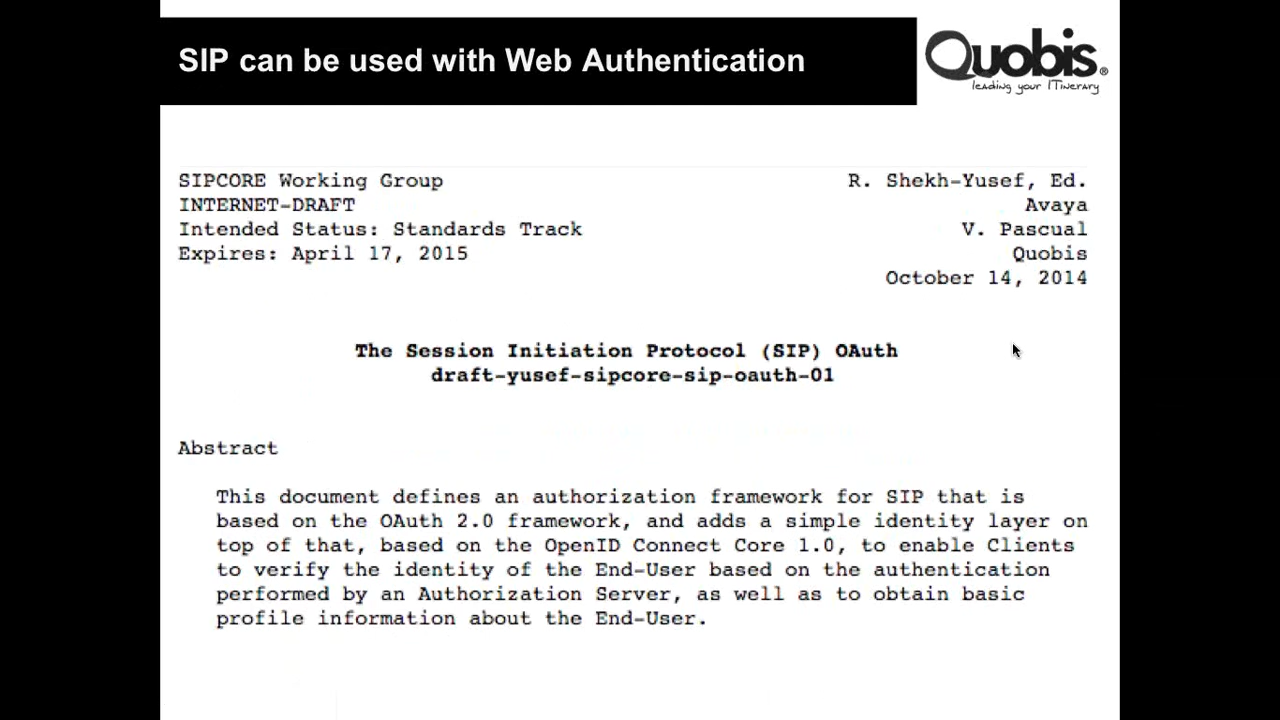 SIP can be used with Web Authentication
Quobis®
leading your ITinerary
SIPCORE Working Group R. Shekh-Yusef, Ed.
INTERNET-DRAFT Avaya
Intended Status: Standards Track V. Pascual
Expires: April 17, 2015 Quobis
October 14, 2014
The Session Initiation Protocol (SIP) OAuth
draft-yusef-sipcore-sip-oauth-01
Abstract
This document defines an authorization framework for SIP that is
based on the OAuth 2.0 framework, and adds a simple identity layer on
top of that, based on the OpenID Connect Core 1.0, to enable Clients
to verify the identity of the End-User based on the authentication
performed by an Authorization Server, as well as to obtain basic
profile information about the End-User.